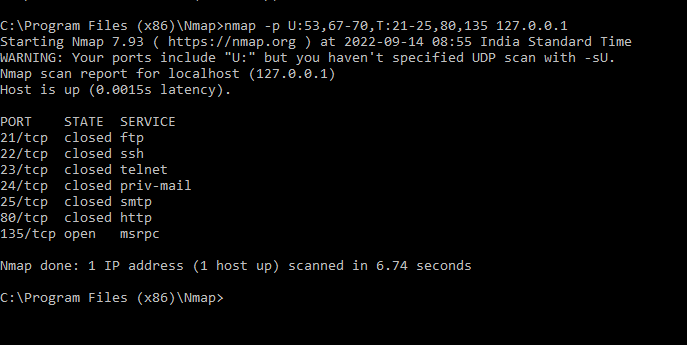 C:\Program Files (x86)\Nmap>nmap -p U:53,67-70,T:21-25,80,135 127.0.0.1
Starting Nmap 7.93 ( https://nmap.org ) at 2022-09-14 08:55 India Standard Time
WARNING: Your ports include "U:" but you haven't specified UDP scan with -sU.
Nmap scan report for localhost (127.0.0.1)
Host is up (0.0015s latency).

PORT    STATE  SERVICE
21/tcp  closed ftp
22/tcp  closed ssh
23/tcp  closed telnet
24/tcp  closed priv-mail
25/tcp  closed smtp
80/tcp  closed http
135/tcp open   msrpc

Nmap done: 1 IP address (1 host up) scanned in 6.74 seconds

C:\Program Files (x86)\Nmap>